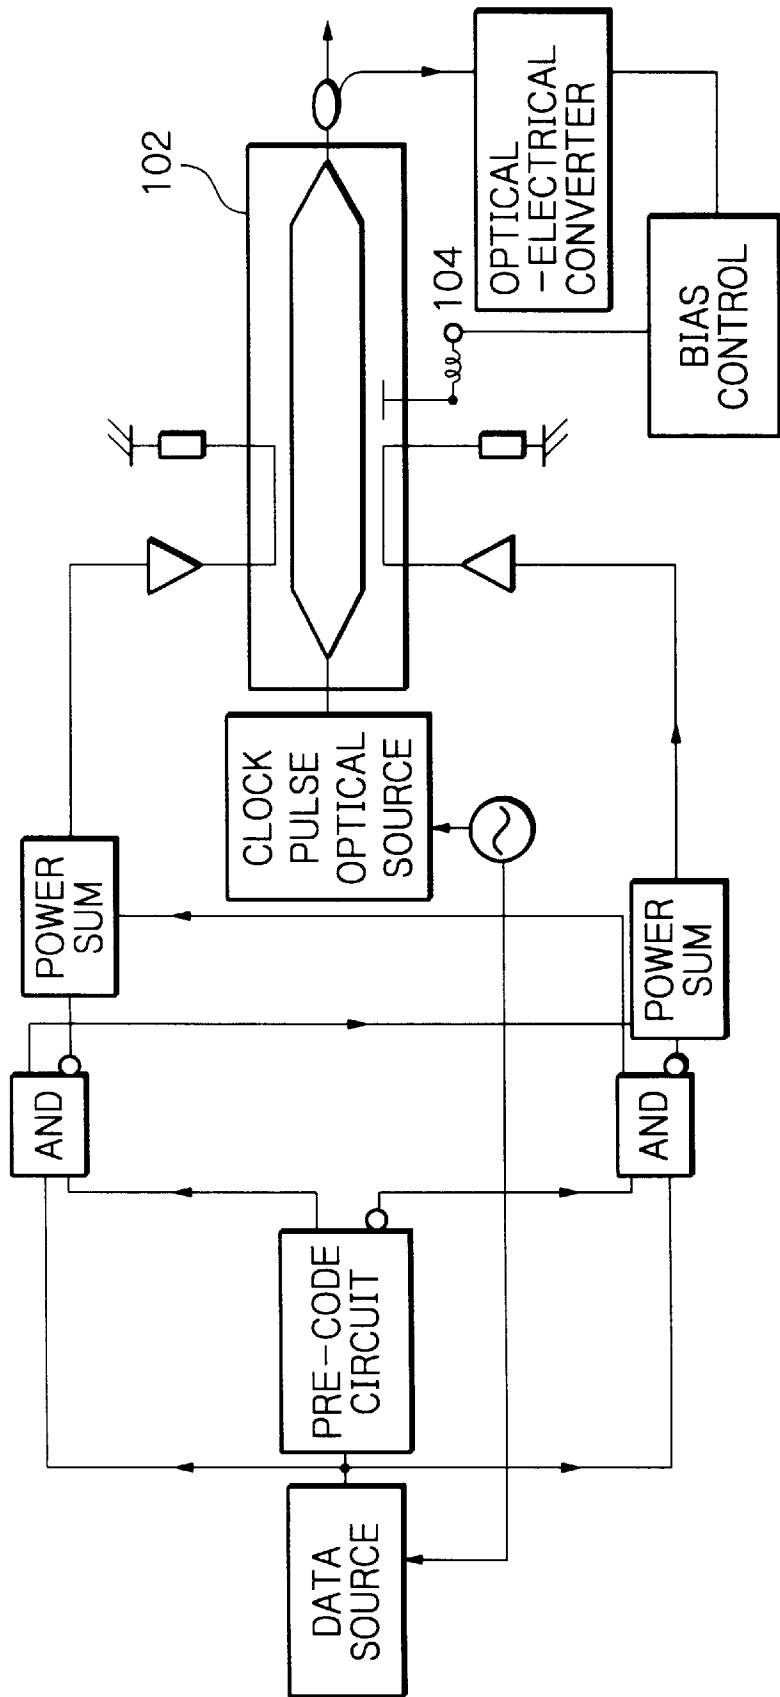 DATA
SOURCE
PRE-CODE
CIRCUIT
AND
AND
POWER
SUM
POWER
SUM
CLOCK
PULSE
OPTICAL
SOURCE
102
104
OPTICAL
-ELECTRICAL
CONVERTER
BIAS
CONTROL